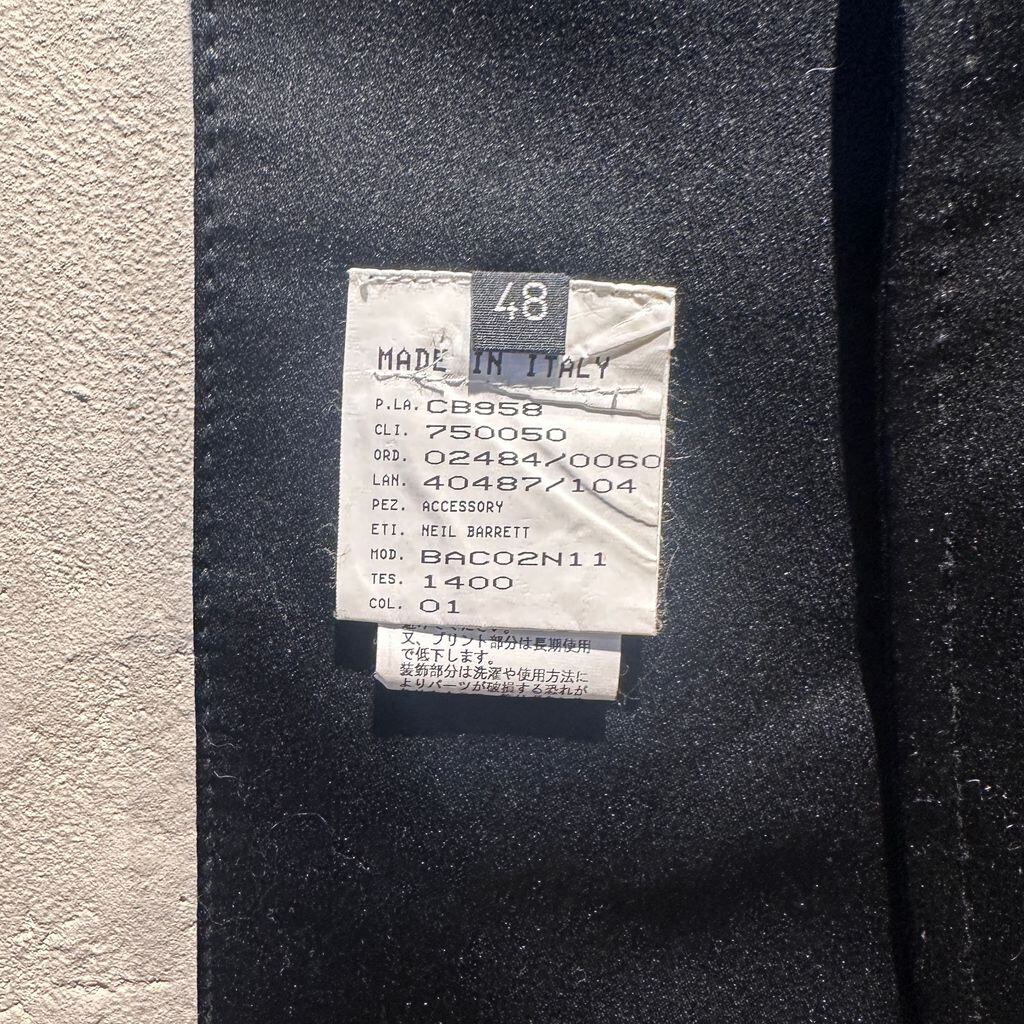 48
MADE IN ITALY
P.LA. CB958
CLI. 750050
ORD. 02484/0060
LAN. 40487/104
PEZ. ACCESSORY
ETI. NEIL BARRETT
MOD. BAC02N11
TES. 1400
COL. 01
又、プリント部分は長期使用
で低下します。
装飾部分は洗濯や使用方法に
よりパーツが破損する恐れが